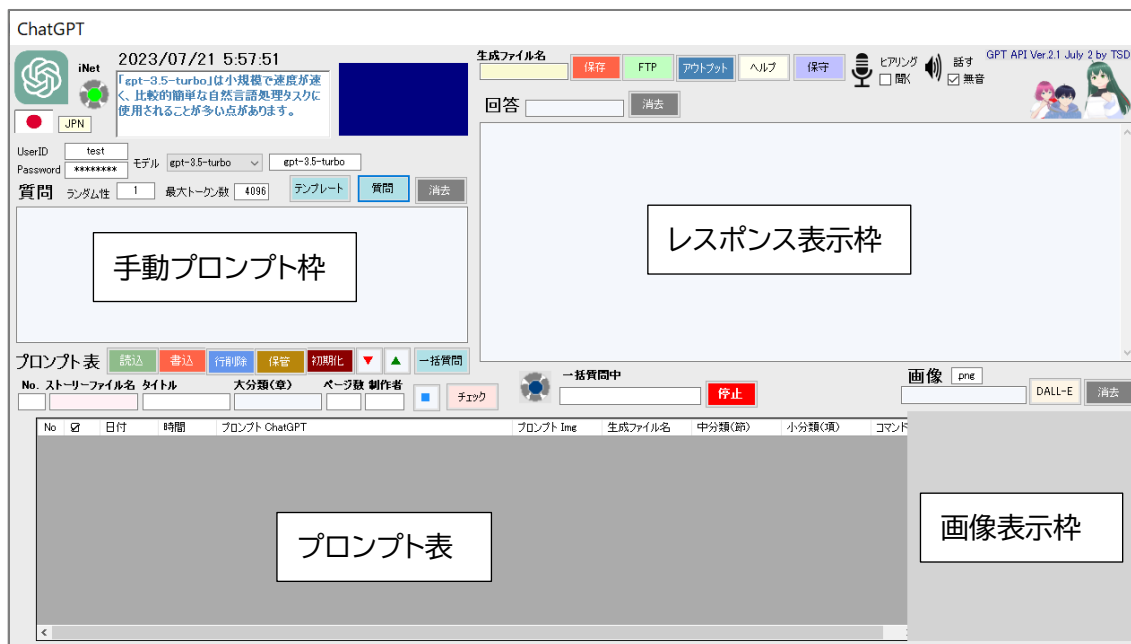 ChatGPT
iNet
2023/07/21 5:57:51
「gpt-3.5-turbo」は小規模で速度が速
く、比較的簡単な自然言語処理タスクに
使用されることが多い点があります。
JPN
生成ファイル名
保存
FTP
アウトプット
ヘルプ
保守
ヒアリング
聞く
話す
無音
GPT API Ver.2.1 July 2 by TSD
回答
消去
UserID test
Password ********
モデル gpt-3.5-turbo gpt-3.5-turbo
質問 ランダム性 1 最大トークン数 4096 テンプレート 質問 消去
手動プロンプト枠
レスポンス表示枠
プロンプト表 読込 書込 行削除 保管 初期化 ▼ ▲ 一括質問
No. ストーリーファイル名 タイトル 大分類(章) ページ数 制作者
チェック
一括質問中
停止
画像 png
DALL-E 消去
No 日付 時間 プロンプト ChatGPT プロンプト Img 生成ファイル名 中分類(節) 小分類(項) コマンド
プロンプト表
画像表示枠